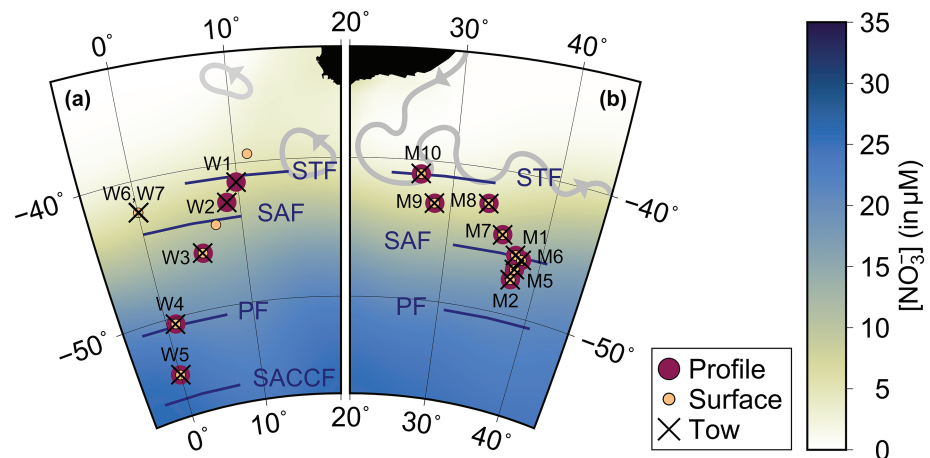 0° 10° 20° 30° 40°
(a) (b)
W1 STF
W6 W7
W2 SAF
W3
W4 PF
W5
SACCF
M10
STF
M9 M8
M7
SAF M1
M6
M5
M2
PF
−40° −40°
−50° −50°
0° 10° 20° 30° 40°
Profile
Surface
Tow
35
30
25
20
15
10
5
0
[NO₃⁻] (in µM)